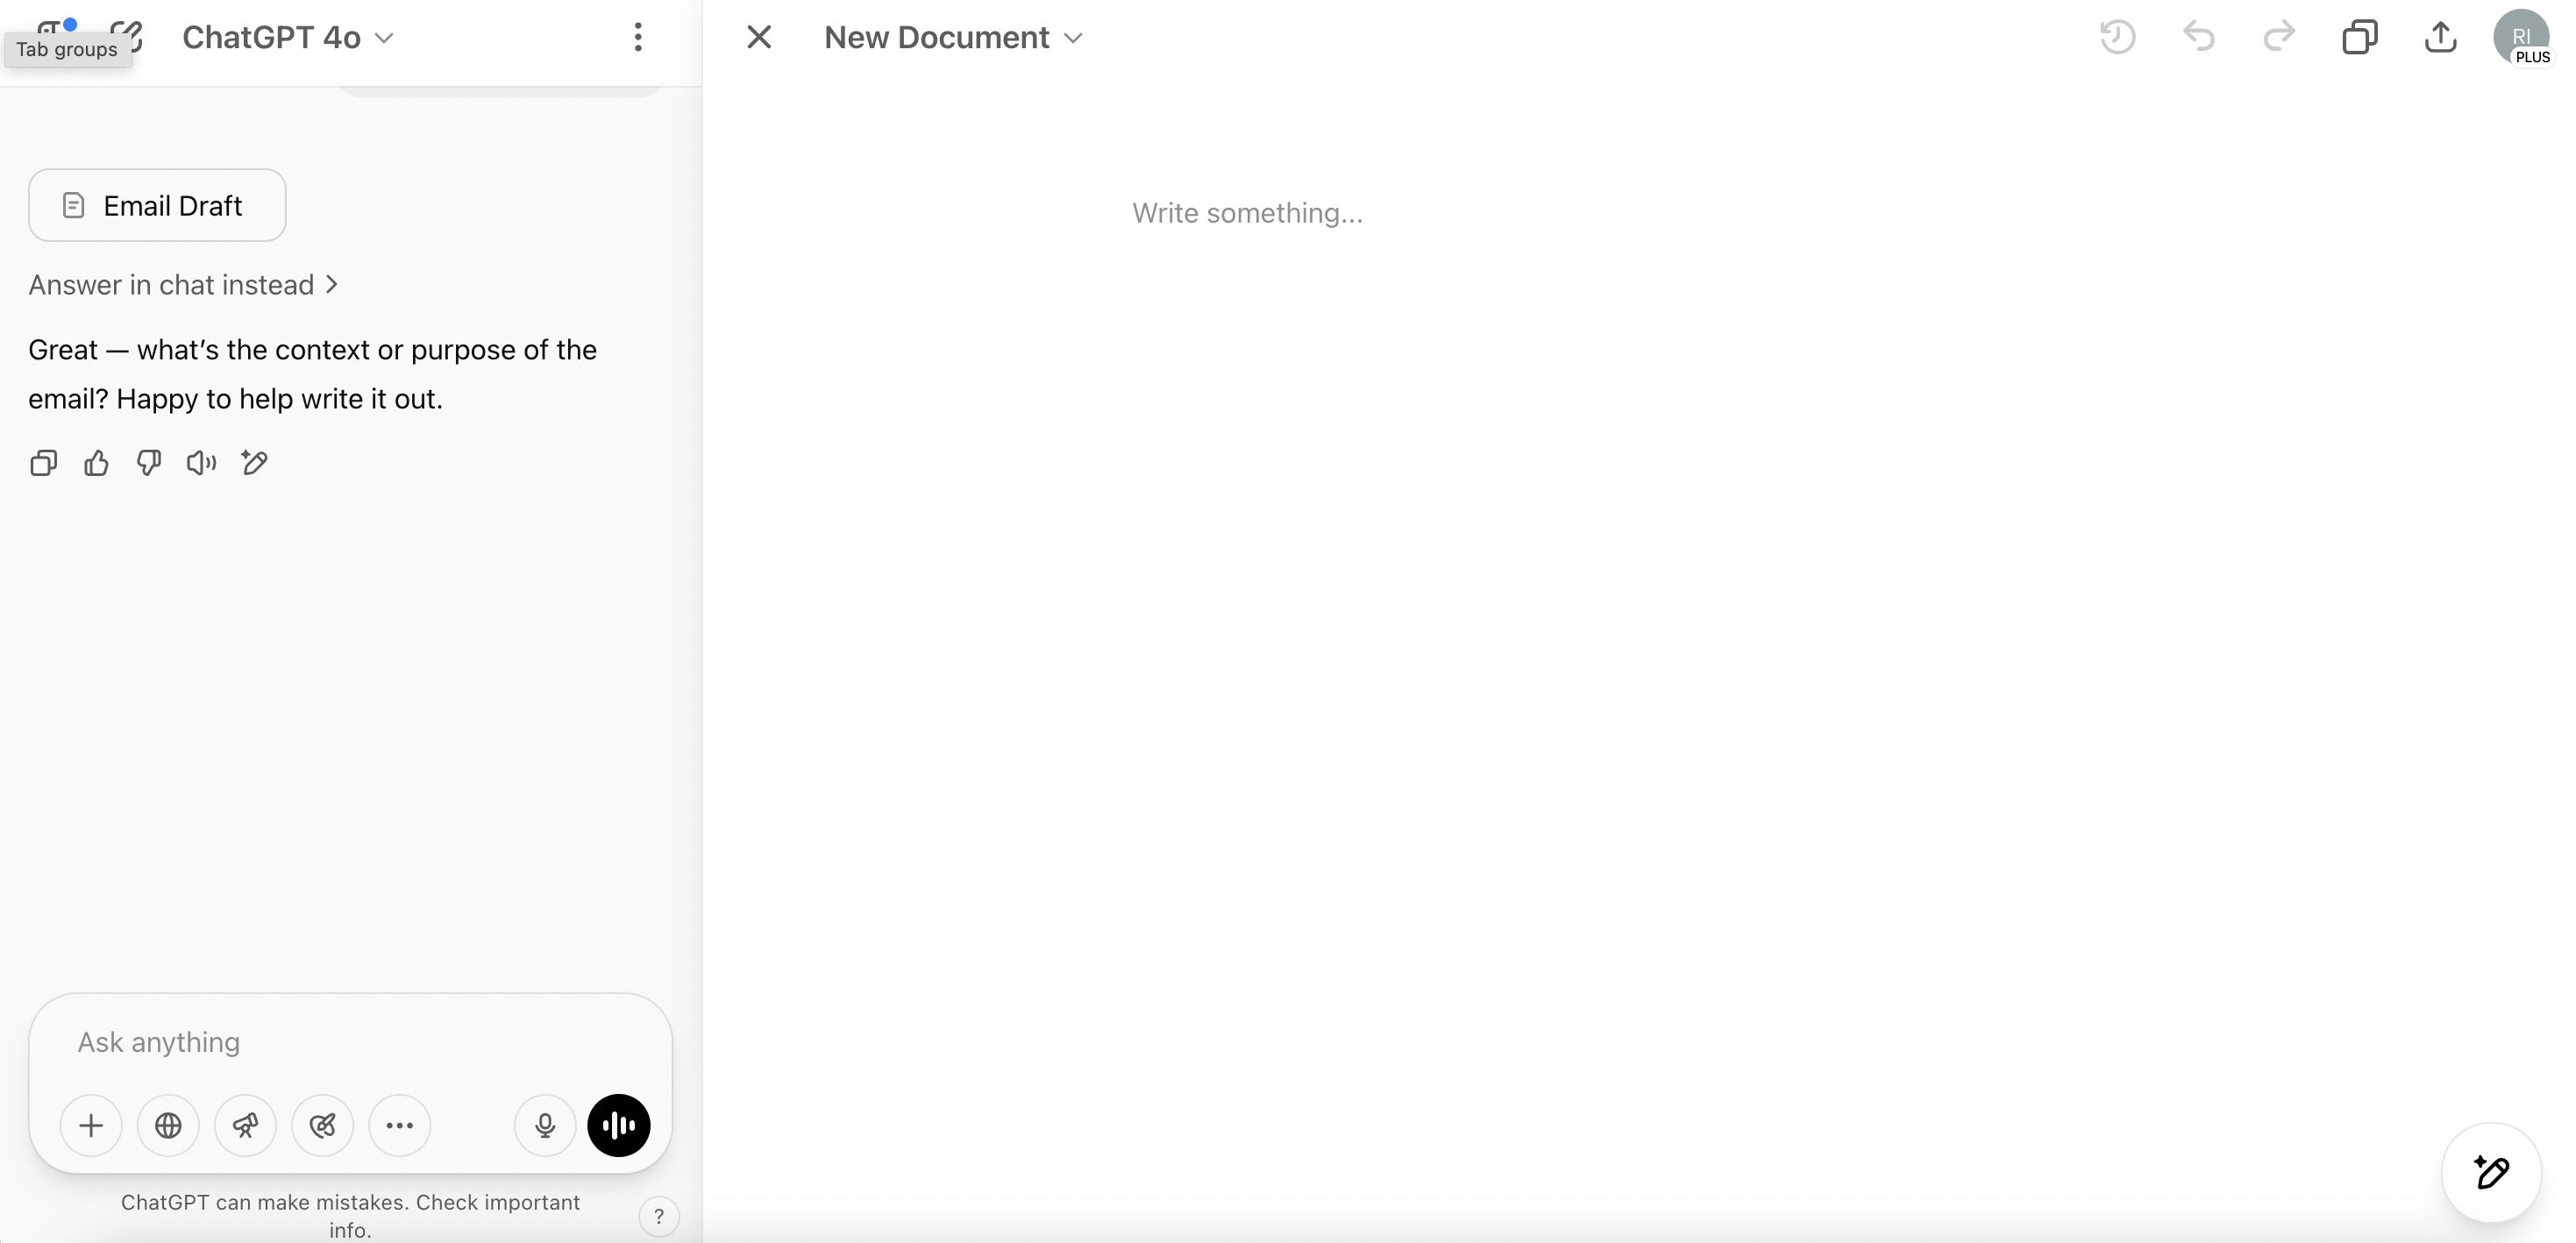 Tab groups
ChatGPT 4o
New Document
RI
PLUS
Email Draft
Answer in chat instead
Great — what's the context or purpose of the
email? Happy to help write it out.
Write something...
Ask anything
ChatGPT can make mistakes. Check important
info.
?